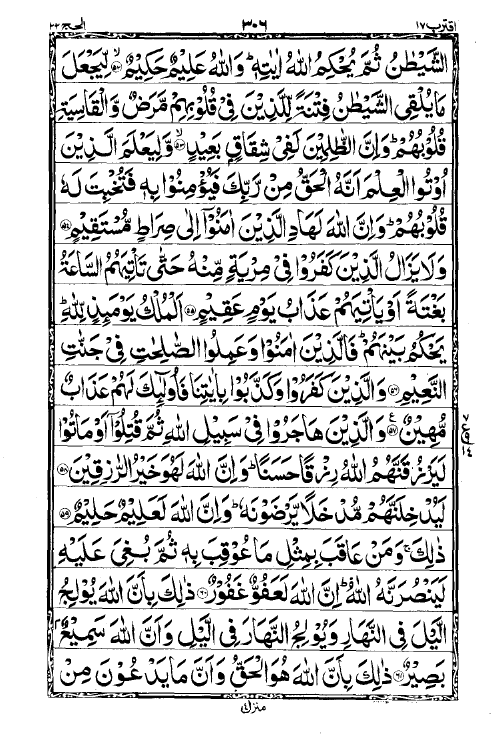 اقترب ١٧ ٣٠٦ الحج ٢٢
الشَّيْطٰنُ ثُمَّ يُحْكِمُ اللّٰهُ اٰيٰتِهٖ ؕ وَاللّٰهُ عَلِيْمٌ حَكِيْمٌ ۙ‏﴿۵۲﴾ لِّيَجْعَلَ
مَا يُلْقِى الشَّيْطٰنُ فِتْنَةً لِّلَّذِيْنَ فِىْ قُلُوْبِهِمْ مَّرَضٌ وَّالْقَاسِيَةِ
قُلُوْبُهُمْ ؕ وَاِنَّ الظّٰلِمِيْنَ لَفِىْ شِقَاقٍۭ بَعِيْدٍ ۙ‏﴿۵۳﴾ وَّلِيَعْلَمَ الَّذِيْنَ
اُوْتُوا الْعِلْمَ اَنَّهُ الْحَقُّ مِنْ رَّبِّكَ فَيُؤْمِنُوْا بِهٖ فَتُخْبِتَ لَهٗ
قُلُوْبُهُمْ ؕ وَاِنَّ اللّٰهَ لَهَادِ الَّذِيْنَ اٰمَنُوْۤا اِلٰى صِرَاطٍ مُّسْتَقِيْمٍ ﴿۵۴﴾
وَلَا يَزَالُ الَّذِيْنَ كَفَرُوْا فِىْ مِرْيَةٍ مِّنْهُ حَتّٰى تَاْتِيَهُمُ السَّاعَةُ
بَغْتَةً اَوْ يَاْتِيَهُمْ عَذَابُ يَوْمٍ عَقِيْمٍ ﴿۵۵﴾ اَلْمُلْكُ يَوْمَئِذٍ لِّلّٰهِ ؕ
يَحْكُمُ بَيْنَهُمْ ؕ فَالَّذِيْنَ اٰمَنُوْا وَعَمِلُوا الصّٰلِحٰتِ فِىْ جَنّٰتِ
النَّعِيْمِ ﴿۵۶﴾ وَالَّذِيْنَ كَفَرُوْا وَكَذَّبُوْا بِاٰيٰتِنَا فَاُولٰٓئِكَ لَهُمْ عَذَابٌ
مُّهِيْنٌ ﴿۵۷﴾ ع وَالَّذِيْنَ هَاجَرُوْا فِىْ سَبِيْلِ اللّٰهِ ثُمَّ قُتِلُوْۤا اَوْ مَاتُوْا
لَيَرْزُقَنَّهُمُ اللّٰهُ رِزْقًا حَسَنًا ؕ وَاِنَّ اللّٰهَ لَهُوَ خَيْرُ الرّٰزِقِيْنَ ﴿۵۸﴾
لَيُدْخِلَنَّهُمْ مُّدْخَلًا يَّرْضَوْنَهٗ ؕ وَاِنَّ اللّٰهَ لَعَلِيْمٌ حَلِيْمٌ ﴿۵۹﴾
ذٰلِكَ ۚ وَمَنْ عَاقَبَ بِمِثْلِ مَا عُوْقِبَ بِهٖ ثُمَّ بُغِىَ عَلَيْهِ
لَيَنْصُرَنَّهُ اللّٰهُ ؕ اِنَّ اللّٰهَ لَعَفُوٌّ غَفُوْرٌ ﴿۶۰﴾ ذٰلِكَ بِاَنَّ اللّٰهَ يُوْلِجُ
الَّيْلَ فِى النَّهَارِ وَيُوْلِجُ النَّهَارَ فِى الَّيْلِ وَاَنَّ اللّٰهَ سَمِيْعٌۢ
بَصِيْرٌ ﴿۶۱﴾ ذٰلِكَ بِاَنَّ اللّٰهَ هُوَ الْحَقُّ وَاَنَّ مَا يَدْعُوْنَ مِنْ
منزل ٤